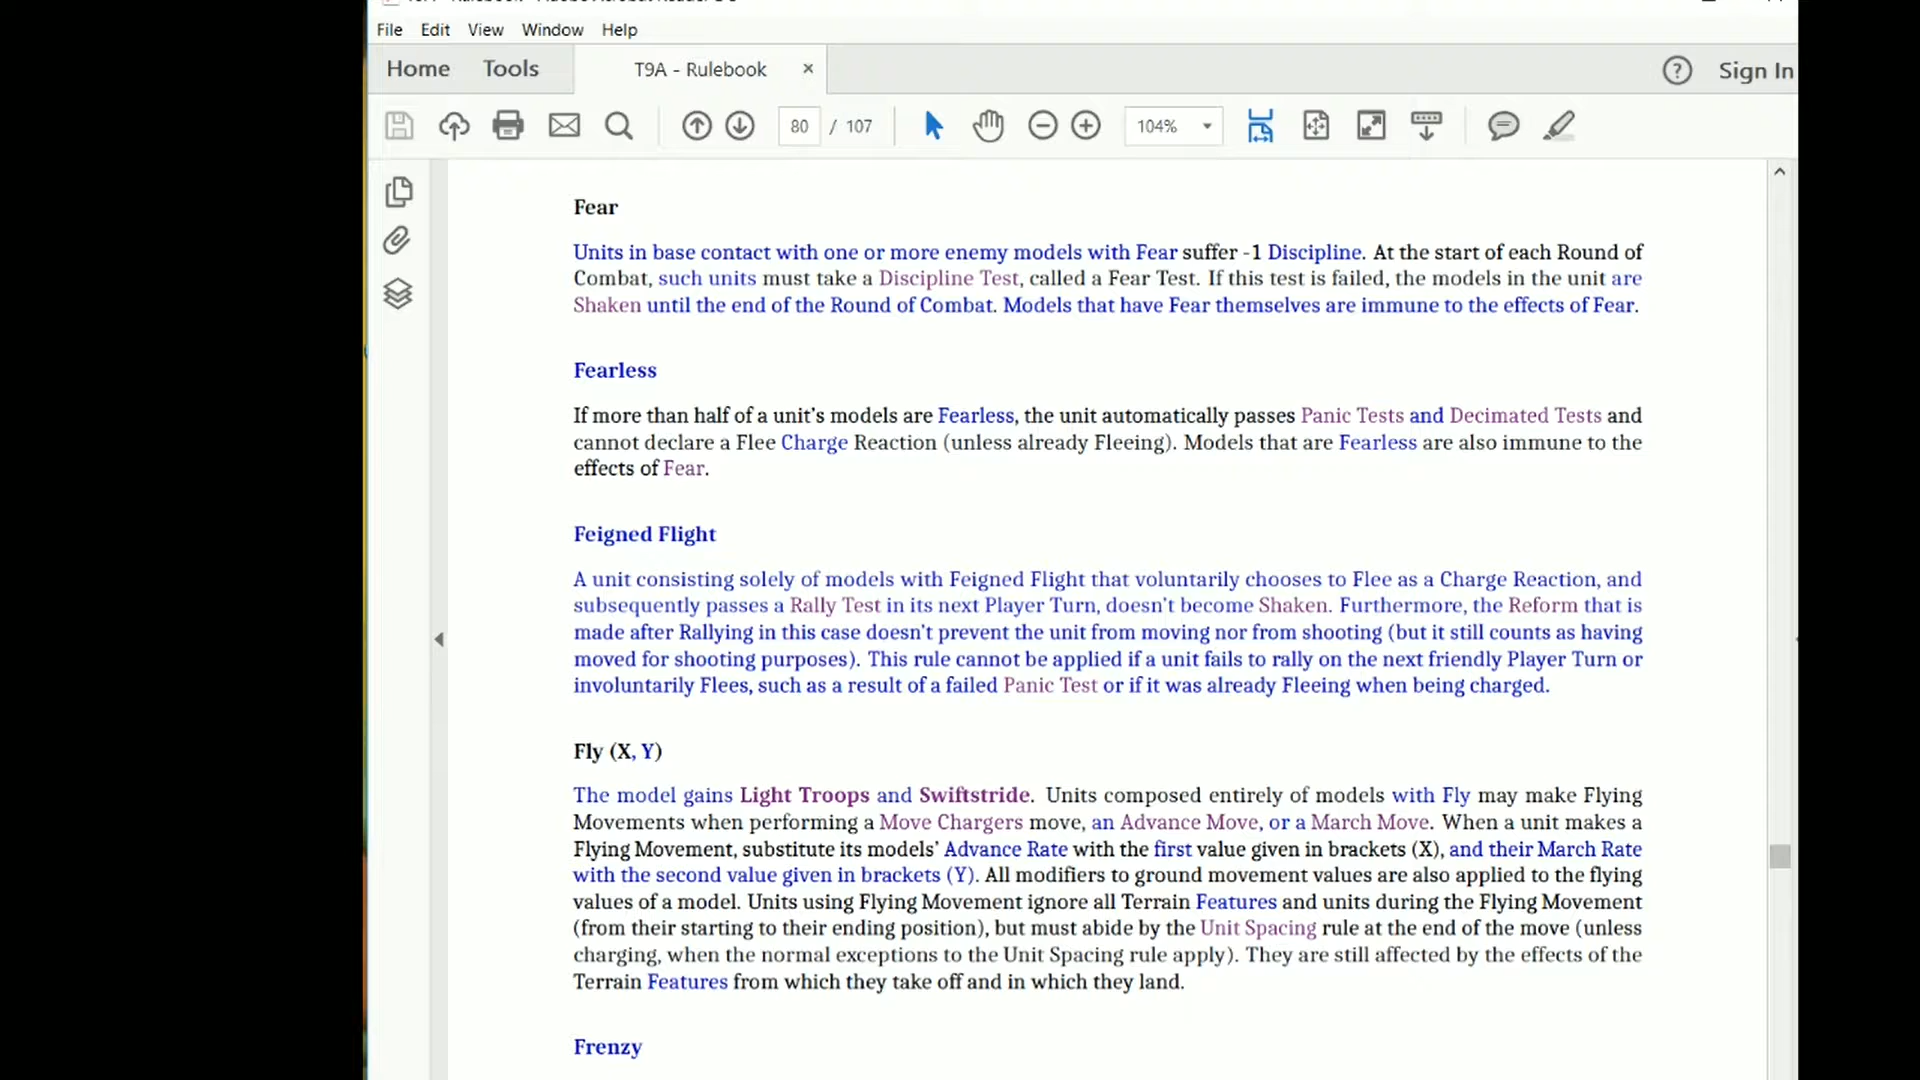 File Edit View Window Help
Home Tools T9A - Rulebook × ? Sign In
80 / 107 104%
Fear
Units in base contact with one or more enemy models with Fear suffer -1 Discipline. At the start of each Round of
Combat, such units must take a Discipline Test, called a Fear Test. If this test is failed, the models in the unit are
Shaken until the end of the Round of Combat. Models that have Fear themselves are immune to the effects of Fear.
Fearless
If more than half of a unit's models are Fearless, the unit automatically passes Panic Tests and Decimated Tests and
cannot declare a Flee Charge Reaction (unless already Fleeing). Models that are Fearless are also immune to the
effects of Fear.
Feigned Flight
A unit consisting solely of models with Feigned Flight that voluntarily chooses to Flee as a Charge Reaction, and
subsequently passes a Rally Test in its next Player Turn, doesn't become Shaken. Furthermore, the Reform that is
made after Rallying in this case doesn't prevent the unit from moving nor from shooting (but it still counts as having
moved for shooting purposes). This rule cannot be applied if a unit fails to rally on the next friendly Player Turn or
involuntarily Flees, such as a result of a failed Panic Test or if it was already Fleeing when being charged.
Fly (X, Y)
The model gains Light Troops and Swiftstride. Units composed entirely of models with Fly may make Flying
Movements when performing a Move Chargers move, an Advance Move, or a March Move. When a unit makes a
Flying Movement, substitute its models' Advance Rate with the first value given in brackets (X), and their March Rate
with the second value given in brackets (Y). All modifiers to ground movement values are also applied to the flying
values of a model. Units using Flying Movement ignore all Terrain Features and units during the Flying Movement
(from their starting to their ending position), but must abide by the Unit Spacing rule at the end of the move (unless
charging, when the normal exceptions to the Unit Spacing rule apply). They are still affected by the effects of the
Terrain Features from which they take off and in which they land.
Frenzy